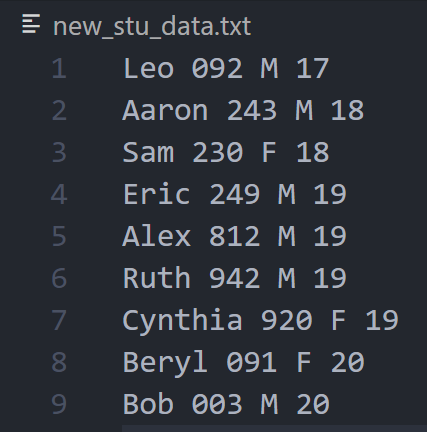 new_stu_data.txt
1 Leo 092 M 17
2 Aaron 243 M 18
3 Sam 230 F 18
4 Eric 249 M 19
5 Alex 812 M 19
6 Ruth 942 M 19
7 Cynthia 920 F 19
8 Beryl 091 F 20
9 Bob 003 M 20